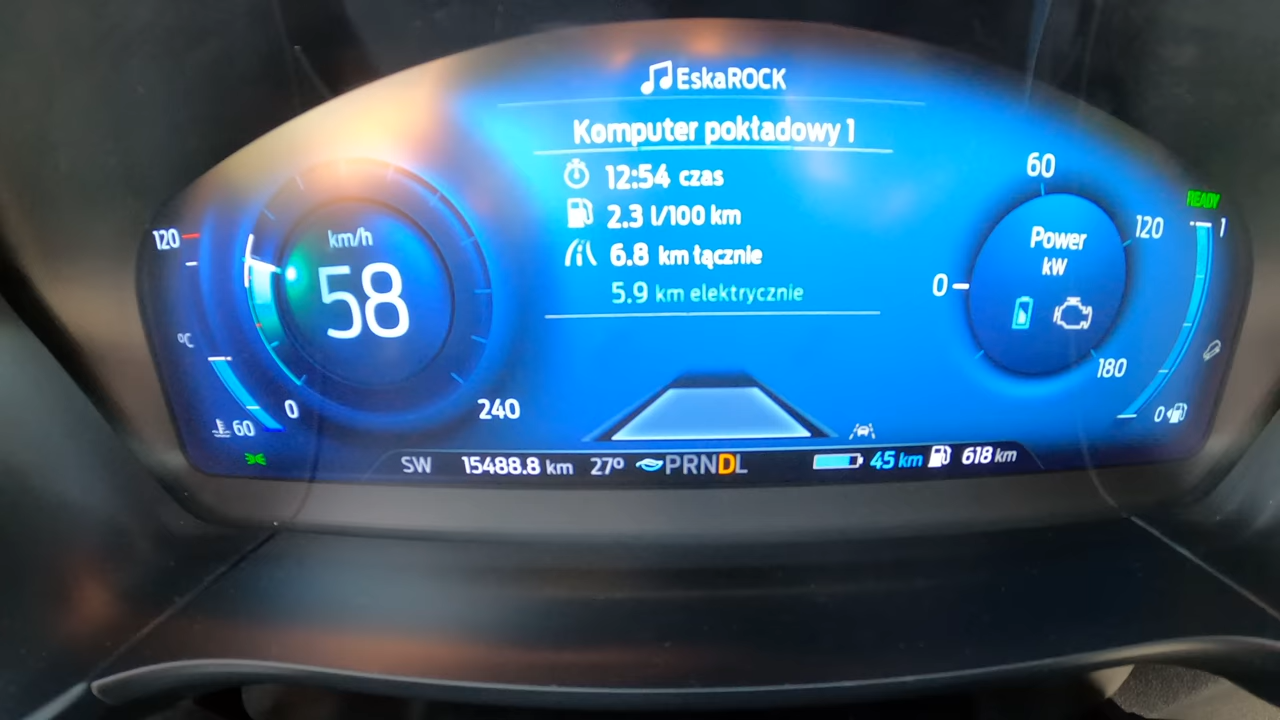 EskaROCK
Komputer pokładowy 1
12:54 czas
2.3 l/100 km
6.8 km łącznie
5.9 km elektrycznie
120
°C
60
km/h
58
0
240
60
120
0
180
Power
kW
READY
1
0
SW 15488.8 km 27° PRNDL 45 km 618 km